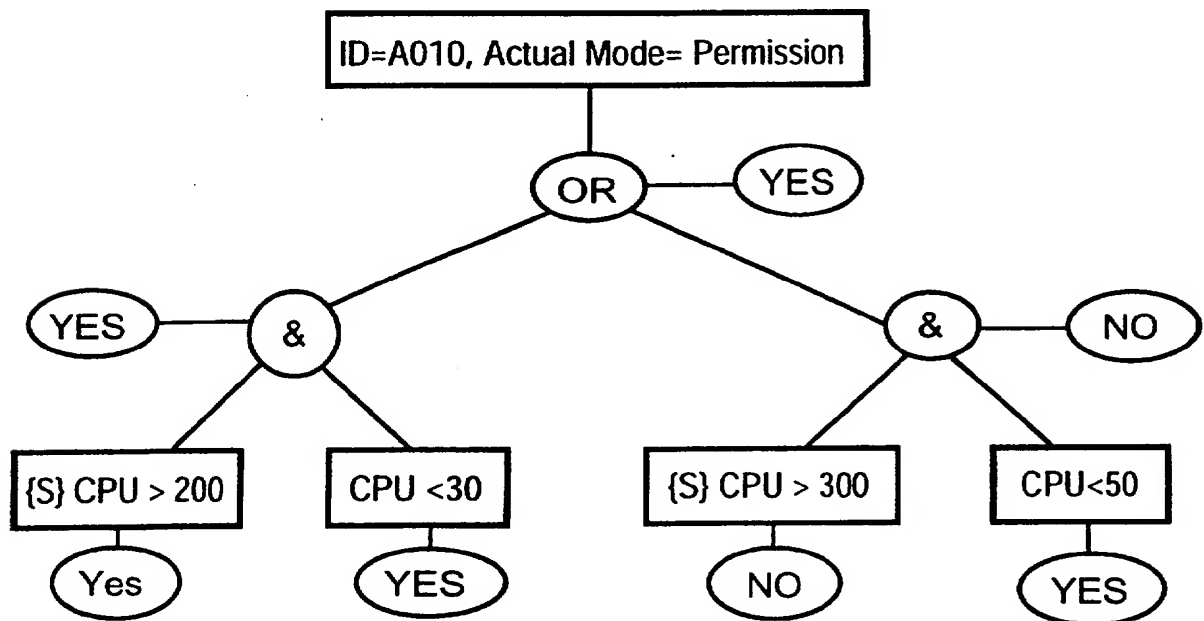 ID=A010, Actual Mode= Permission
OR
YES
YES
&
&
NO
{S} CPU > 200
CPU <30
{S} CPU > 300
CPU<50
Yes
YES
NO
YES